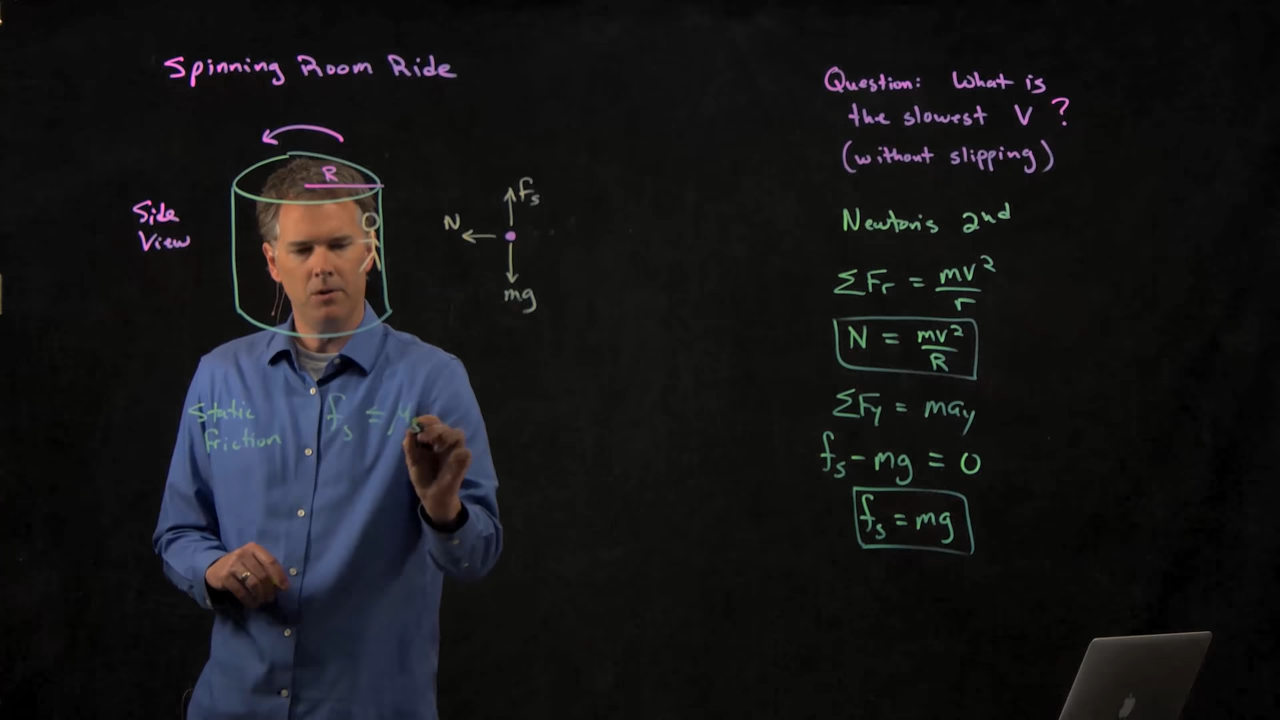 Spinning Room Ride
R
Side
View
N
fs
mg
Static
Friction
fs ≤ μs
Question: What is
the slowest V ?
(without slipping)
Newton's 2nd
ΣFr = mv²/r
N = mv²/R
ΣFy = may
fs - mg = 0
fs = mg